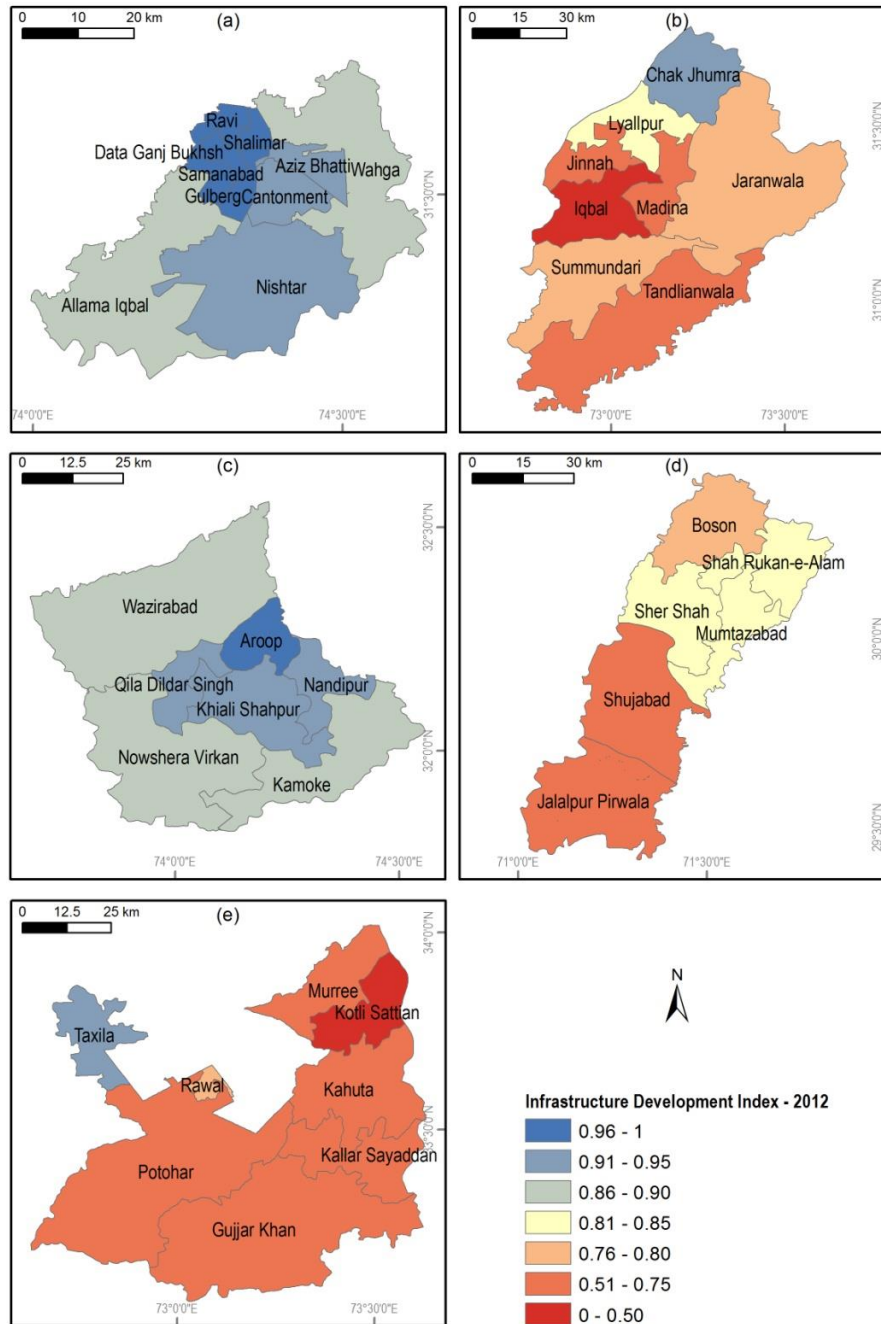 (a)
0 10 20 km
Ravi
Shalimar
Data Ganj Bukhsh
Aziz Bhatti
Wahga
Samanabad
Gulberg
Cantonment
Nishtar
Allama Iqbal
31°30'0"N
74°0'0"E
74°30'0"E
(b)
0 15 30 km
Chak Jhumra
Lyallpur
Jinnah
Jaranwala
Iqbal
Madina
Summundari
Tandlianwala
31°30'0"N
31°0'0"N
73°0'0"E
73°30'0"E
(c)
0 12.5 25 km
Wazirabad
Aroop
Qila Dildar Singh
Nandipur
Khiali Shahpur
Nowshera Virkan
Kamoke
32°30'0"N
32°0'0"N
74°0'0"E
74°30'0"E
(d)
0 15 30 km
Boson
Shah Rukan-e-Alam
Sher Shah
Mumtazabad
Shujabad
Jalalpur Pirwala
30°0'0"N
29°30'0"N
71°0'0"E
71°30'0"E
(e)
0 12.5 25 km
Murree
Kotli Sattian
Taxila
Rawal
Kahuta
Kallar Sayaddan
Potohar
Gujjar Khan
34°0'0"N
33°30'0"N
73°0'0"E
73°30'0"E
N
Infrastructure Development Index - 2012
0.96 - 1
0.91 - 0.95
0.86 - 0.90
0.81 - 0.85
0.76 - 0.80
0.51 - 0.75
0 - 0.50